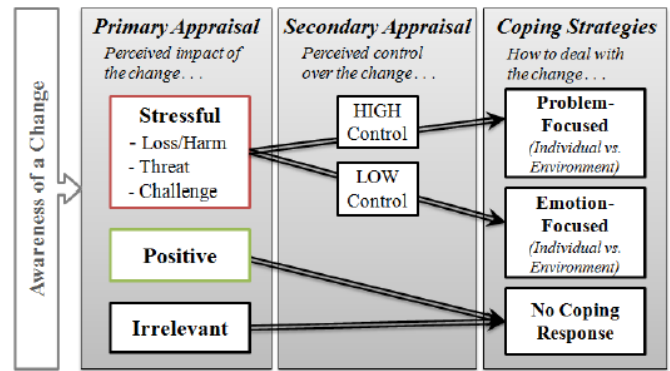 Awareness of a Change
Primary Appraisal
Perceived impact of
the change . . .
Stressful
- Loss/Harm
- Threat
- Challenge
Positive
Irrelevant
Secondary Appraisal
Perceived control
over the change . . .
HIGH
Control
LOW
Control
Coping Strategies
How to deal with
the change . . .
Problem-
Focused
(Individual vs.
Environment)
Emotion-
Focused
(Individual vs.
Environment)
No Coping
Response